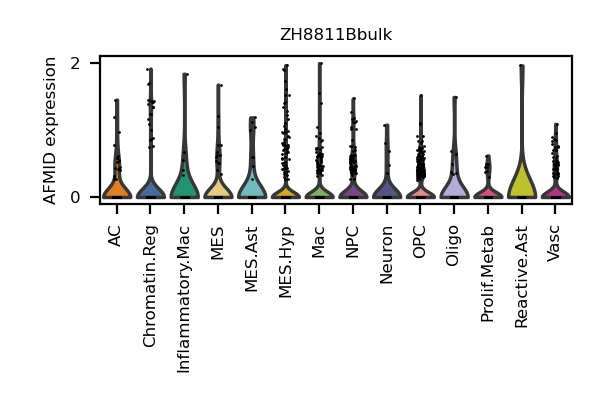 ZH8811Bbulk
AFMID expression
2
0
AC
Chromatin.Reg
Inflammatory.Mac
MES
MES.Ast
MES.Hyp
Mac
NPC
Neuron
OPC
Oligo
Prolif.Metab
Reactive.Ast
Vasc